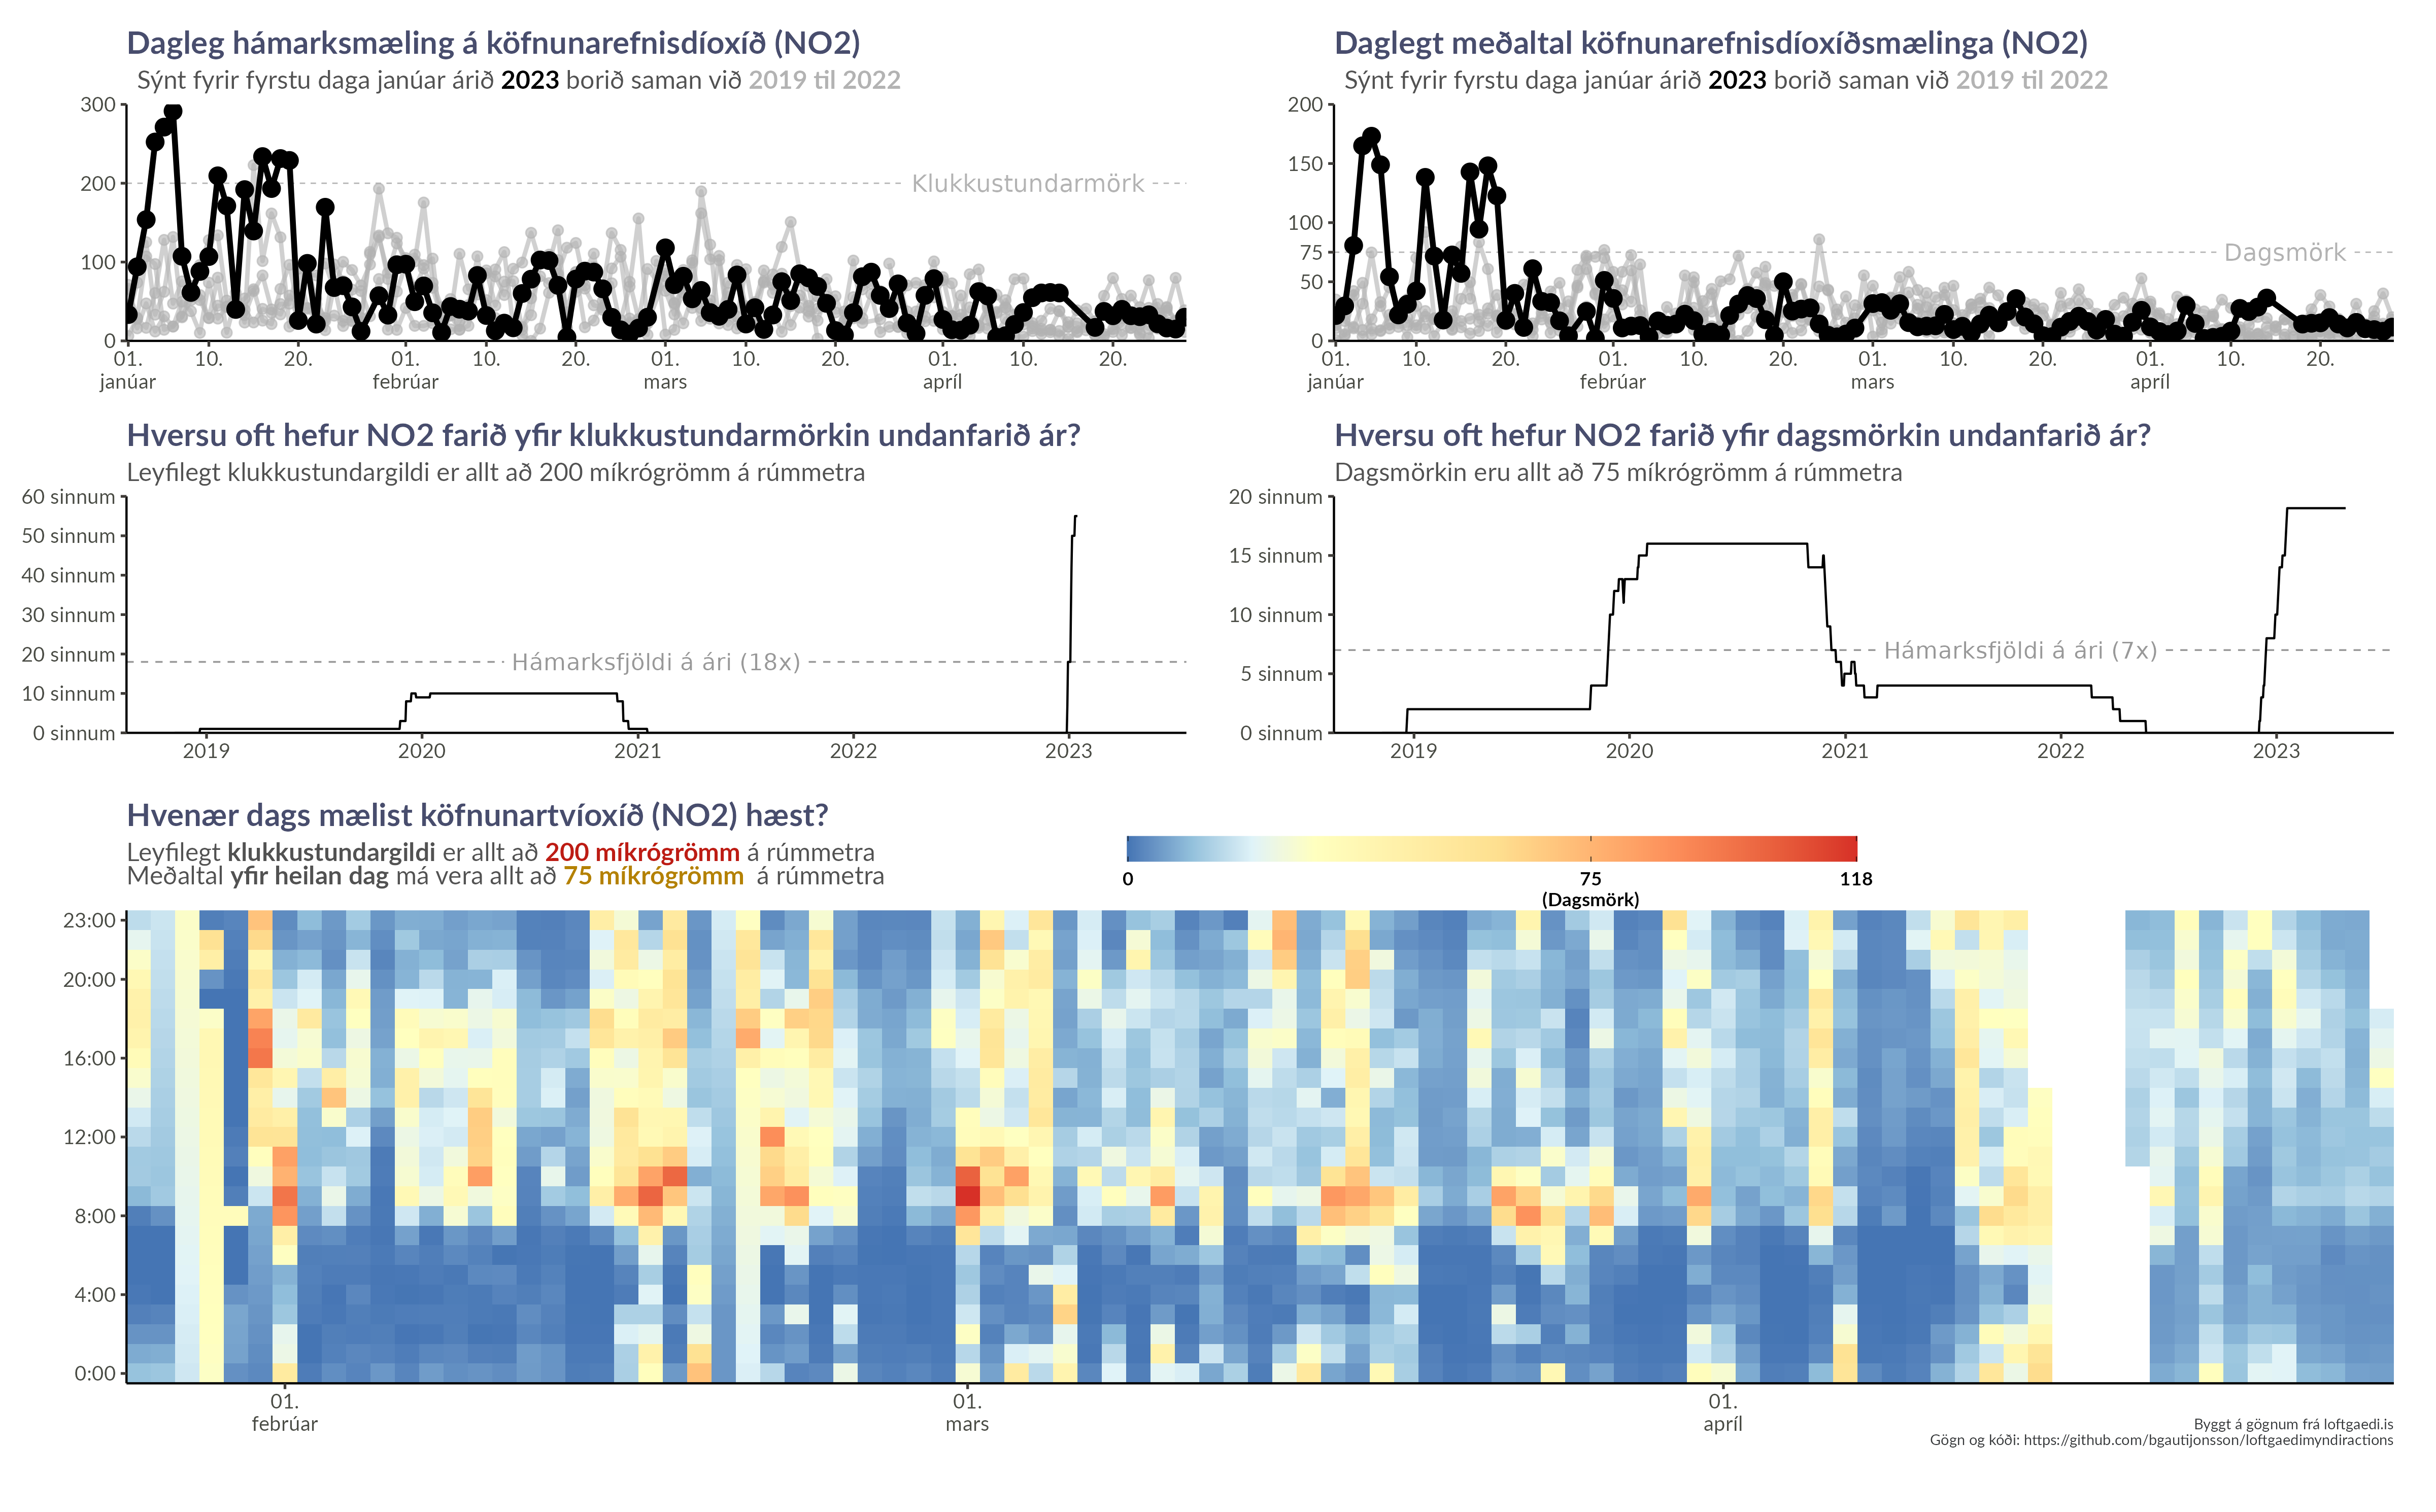 Dagleg hámarksmæling á köfnunarefnisdíoxíð (NO2)
Sýnt fyrir fyrstu daga janúar árið 2023 borið saman við 2019 til 2022
300
200
100
0
Klukkustundarmörk
01. 10. 20. 01. 10. 20. 01. 10. 20. 01. 10. 20.
janúar febrúar mars apríl
Daglegt meðaltal köfnunarefnisdíoxíðsmælinga (NO2)
Sýnt fyrir fyrstu daga janúar árið 2023 borið saman við 2019 til 2022
200
150
100
75
50
0
Dagsmörk
01. 10. 20. 01. 10. 20. 01. 10. 20. 01. 10. 20.
janúar febrúar mars apríl
Hversu oft hefur NO2 farið yfir klukkustundarmörkin undanfarið ár?
Leyfilegt klukkustundargildi er allt að 200 míkrógrömm á rúmmetra
60 sinnum
50 sinnum
40 sinnum
30 sinnum
20 sinnum
10 sinnum
0 sinnum
Hámarksfjöldi á ári (18x)
2019 2020 2021 2022 2023
Hversu oft hefur NO2 farið yfir dagsmörkin undanfarið ár?
Dagsmörkin eru allt að 75 míkrógrömm á rúmmetra
20 sinnum
15 sinnum
10 sinnum
5 sinnum
0 sinnum
Hámarksfjöldi á ári (7x)
2019 2020 2021 2022 2023
Hvenær dags mælist köfnunartvíoxíð (NO2) hæst?
Leyfilegt klukkustundargildi er allt að 200 míkrógrömm á rúmmetra
Meðaltal yfir heilan dag má vera allt að 75 míkrógrömm á rúmmetra
0 75 118
(Dagsmörk)
23:00
20:00
16:00
12:00
8:00
4:00
0:00
01. 01. 01.
febrúar mars apríl
Byggt á gögnum frá loftgaedi.is
Gögn og kóði: https://github.com/bgautijonsson/loftgaedimyndiractions